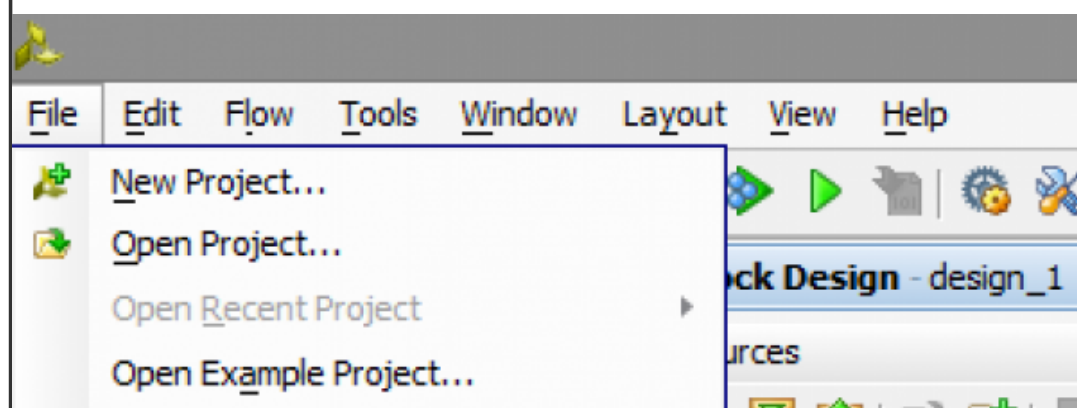 File Edit Flow Tools Window Layout View Help
New Project...
Open Project...
ck Design - design_1
Open Recent Project
urces
Open Example Project...